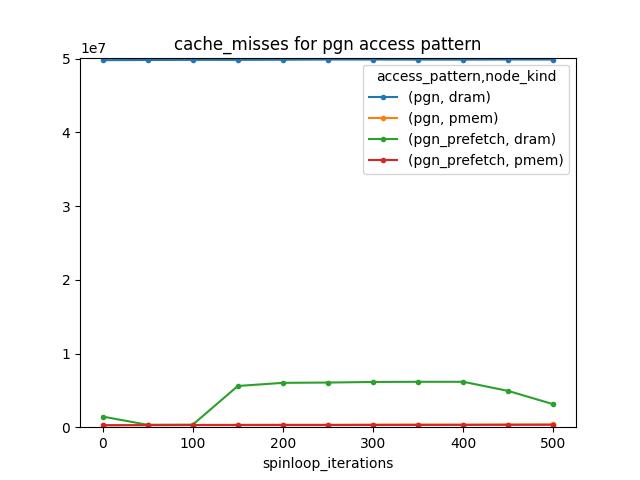 cache_misses for pgn access pattern
1e7
5
4
3
2
1
0
access_pattern,node_kind
(pgn, dram)
(pgn, pmem)
(pgn_prefetch, dram)
(pgn_prefetch, pmem)
0 100 200 300 400 500
spinloop_iterations